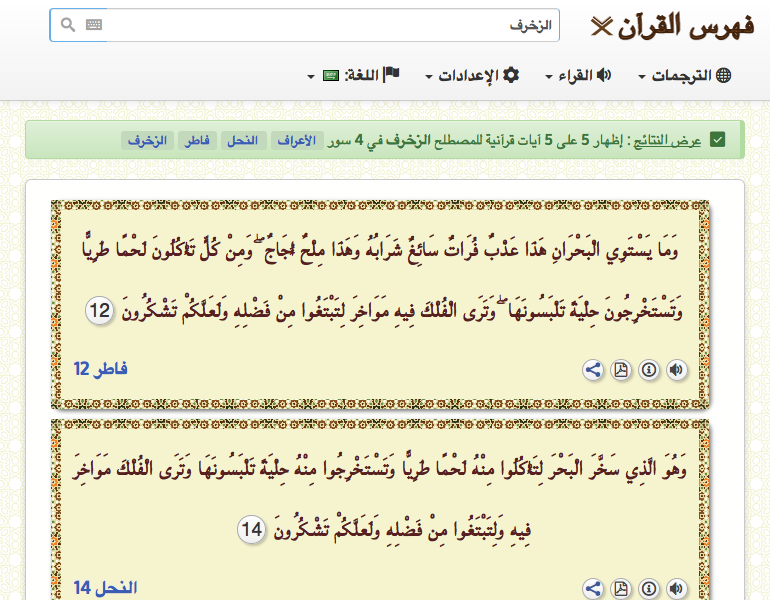 فهرس القرآن
الزخرف
الترجمات
القراء
الإعدادات
اللغة:
عرض النتائج : إظهار 5 على 5 آيات قرآنية للمصطلح الزخرف في 4 سور الأعراف النحل فاطر الزخرف
وَمَا يَسْتَوِي الْبَحْرَانِ هَذَا عَذْبٌ فُرَاتٌ سَائِغٌ شَرَابُهُ وَهَذَا مِلْحٌ أُجَاجٌ ۖ وَمِنْ كُلٍّ تَأْكُلُونَ لَحْمًا طَرِيًّا
وَتَسْتَخْرِجُونَ حِلْيَةً تَلْبَسُونَهَا ۖ وَتَرَى الْفُلْكَ فِيهِ مَوَاخِرَ لِتَبْتَغُوا مِنْ فَضْلِهِ وَلَعَلَّكُمْ تَشْكُرُونَ 12
فاطر 12
وَهُوَ الَّذِي سَخَّرَ الْبَحْرَ لِتَأْكُلُوا مِنْهُ لَحْمًا طَرِيًّا وَتَسْتَخْرِجُوا مِنْهُ حِلْيَةً تَلْبَسُونَهَا وَتَرَى الْفُلْكَ مَوَاخِرَ
فِيهِ وَلِتَبْتَغُوا مِنْ فَضْلِهِ وَلَعَلَّكُمْ تَشْكُرُونَ 14
النحل 14